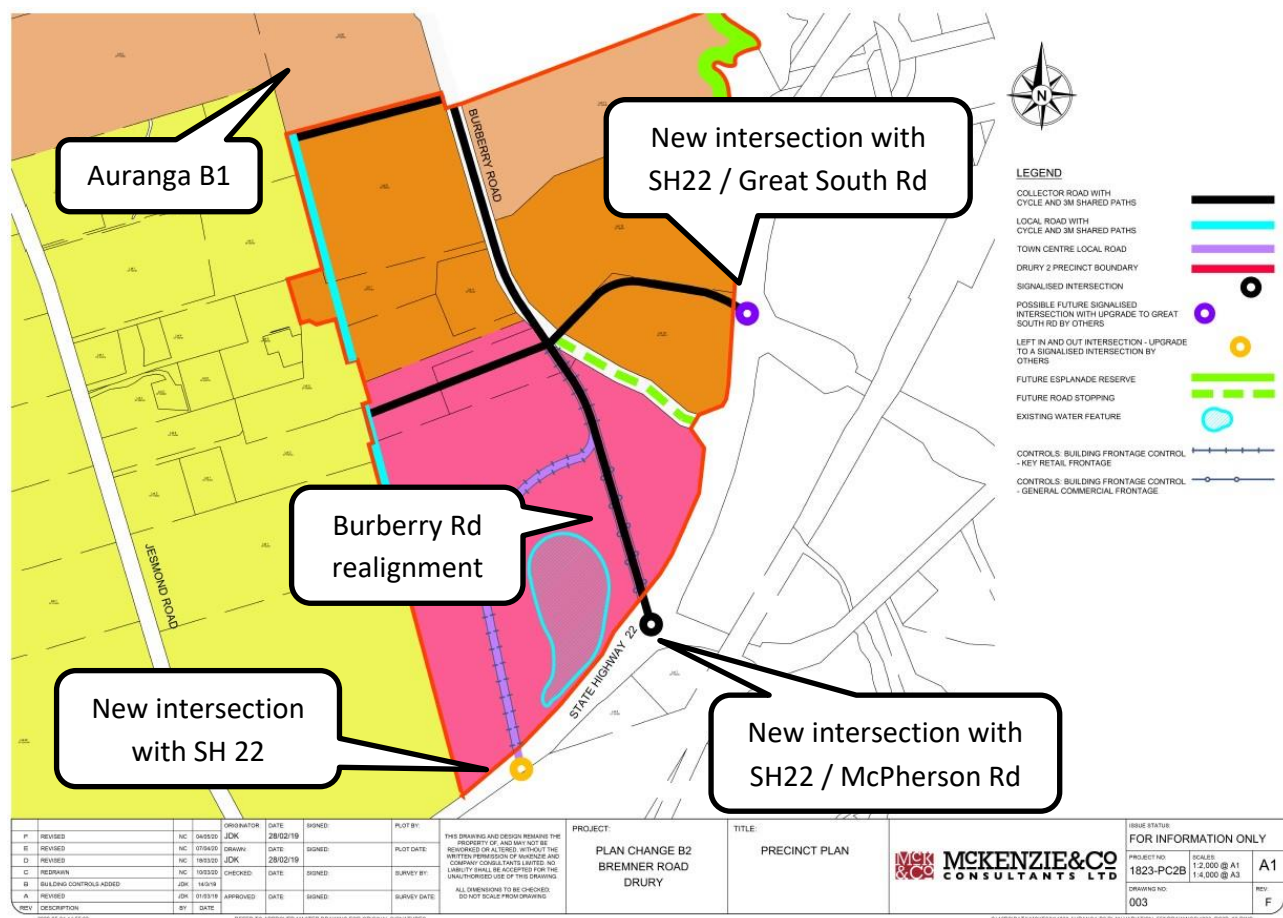 Auranga B1
BURBERRY ROAD
New intersection with
SH22 / Great South Rd
Burberry Rd
realignment
JESMOND ROAD
STATE HIGHWAY 22
New intersection
with SH 22
New intersection with
SH22 / McPherson Rd
N
LEGEND
COLLECTOR ROAD WITH
CYCLE AND 3M SHARED PATHS
LOCAL ROAD WITH
CYCLE AND 3M SHARED PATHS
TOWN CENTRE LOCAL ROAD
DRURY 2 PRECINCT BOUNDARY
SIGNALISED INTERSECTION
POSSIBLE FUTURE SIGNALISED
INTERSECTION WITH UPGRADE TO GREAT
SOUTH RD BY OTHERS
LEFT IN AND OUT INTERSECTION - UPGRADE
TO A SIGNALISED INTERSECTION BY
OTHERS
FUTURE ESPLANADE RESERVE
FUTURE ROAD STOPPING
EXISTING WATER FEATURE
CONTROLS: BUILDING FRONTAGE CONTROL
- KEY RETAIL FRONTAGE
CONTROLS: BUILDING FRONTAGE CONTROL
- GENERAL COMMERCIAL FRONTAGE
F REVISED NC 04/05/20
E REVISED NC 07/04/20
D REVISED NC
C REDRAWN NC 10/03/20
B BUILDING CONTROLS ADDED JDK 14/3/19
A REVISED JDK 01/03/19
REV DESCRIPTION BY DATE
ORIGINATOR: DATE SIGNED: PLOT BY:
JDK 28/02/19
DRAWN: DATE SIGNED: PLOT DATE:
JDK 28/02/19
CHECKED: DATE SIGNED: SURVEY BY:
APPROVED: DATE SIGNED: SURVEY DATE:
THIS DRAWING AND DESIGN REMAINS THE
PROPERTY OF, AND MAY NOT BE
REWORKED OR ALTERED, WITHOUT THE
WRITTEN PERMISSION OF McKENZIE AND
COMPANY CONSULTANTS LIMITED. NO
LIABILITY SHALL BE ACCEPTED FOR THE
UNAUTHORISED USE OF THIS DRAWING.
ALL DIMENSIONS TO BE CHECKED,
DO NOT SCALE FROM DRAWING
PROJECT:
PLAN CHANGE B2
BREMNER ROAD
DRURY
TITLE:
PRECINCT PLAN
McK
& CO
McKENZIE & CO
CONSULTANTS LTD
ISSUE STATUS:
FOR INFORMATION ONLY
PROJECT NO.
1823-PC2B
SCALES:
1:2,000 @ A1
1:4,000 @ A3
A1
DRAWING NO.
003
REV.
F